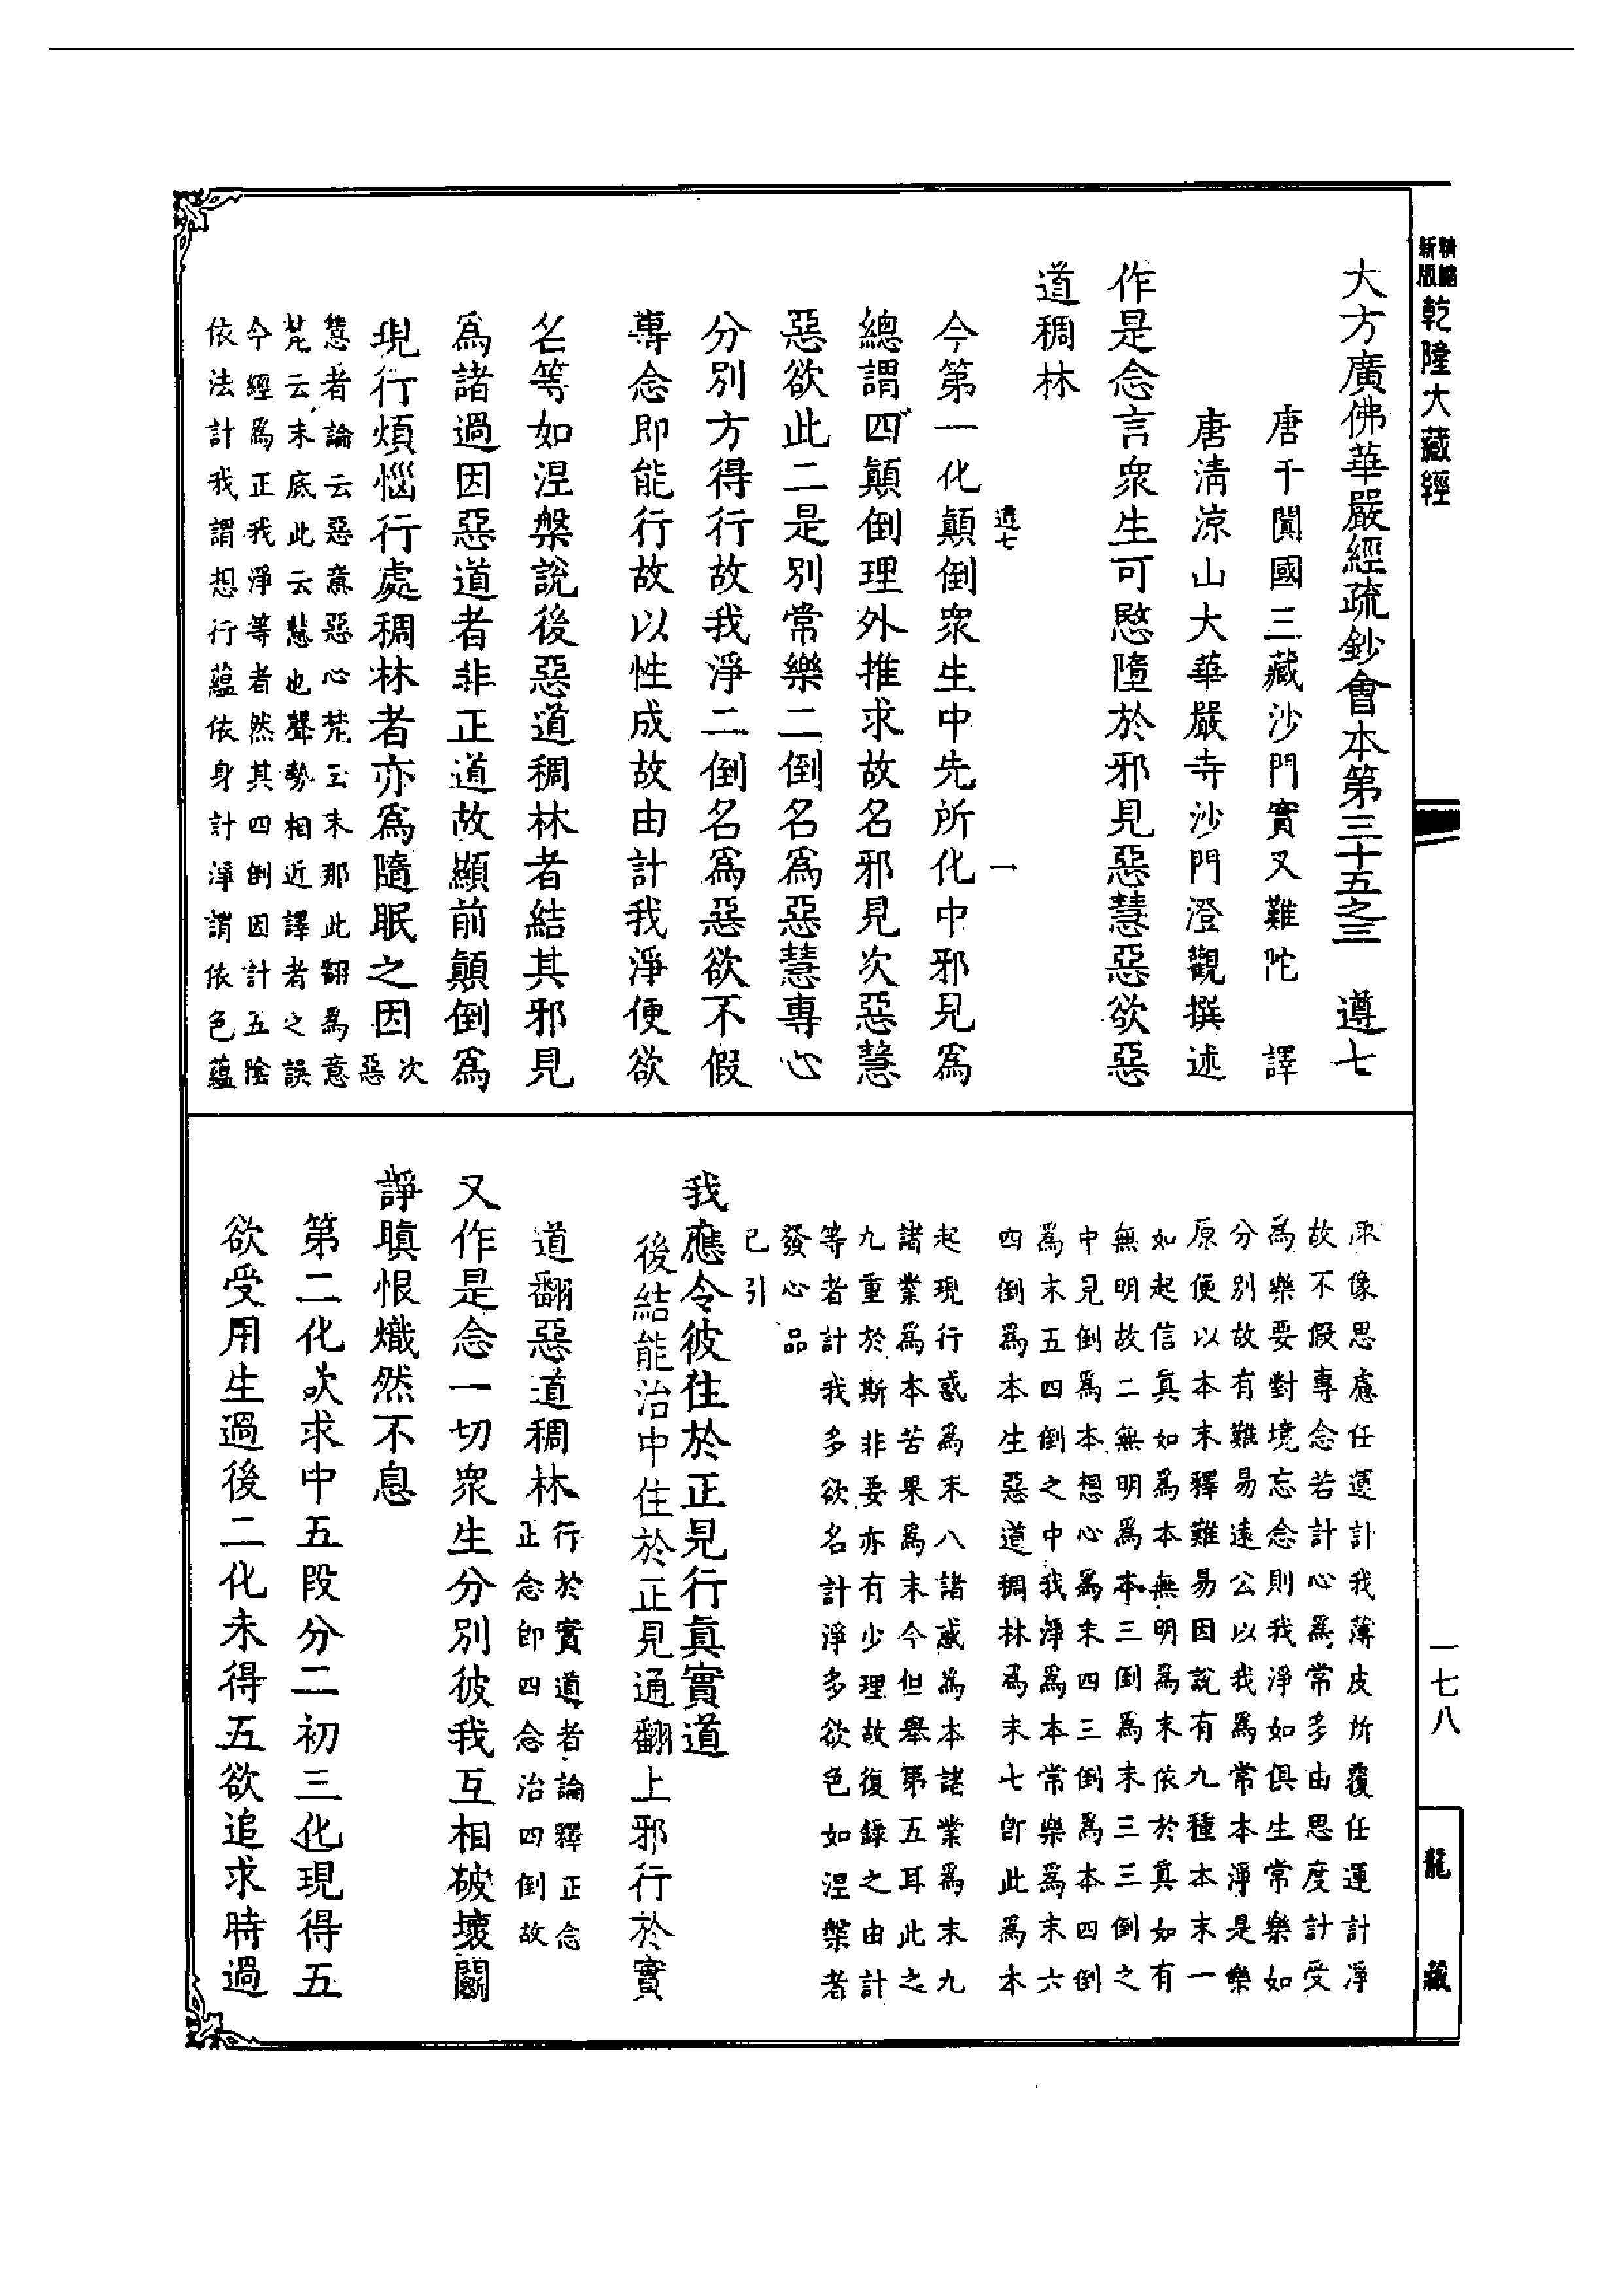 新版
精縮
乾隆大藏經
大方廣佛華嚴經疏鈔會本第三十五之三　遵七
唐于闐國三藏沙門實叉難陀　譯
唐清涼山大華嚴寺沙門澄觀撰述
作是念言衆生可愍墮於邪見惡慧惡欲惡
道稠林
遵七　一
今第一化顛倒衆生中先所化中邪見爲
總謂四顛倒理外推求故名邪見次惡慧
惡欲此二是別常樂二倒名爲惡慧專心
分別方得行故我淨二倒名爲惡欲不假
專念即能行故以性成故由計我淨便欲
名等如涅槃說後惡道稠林者結其邪見
爲諸過因惡道者非正道故顯前顛倒爲
現行煩惱行處稠林者亦爲隨眠之因
次
惡
慧者論云惡意惡心梵云末那此翻爲意
梵云末底此云慧也聲勢相近譯者之誤
今經爲正我淨等者然其四倒因計五陰
依法計我謂想行蘊依身計淨謂依色蘊
取像思慮任運計我薄皮所覆任運計淨
故不假專念若計心爲常多由思度計受
爲樂要對境忘念則我淨如俱生常樂如
分別故有難易遠公以我爲常本淨是樂
原便以本末釋難易因說有九種本末一
如起信真如爲本無明爲末依於真如有
無明故二無明爲本三倒爲末三三倒之
中見倒爲本想心爲末四三倒爲本四倒
爲末五四倒之中我淨爲本常樂爲末六
四倒爲本生惡道稠林爲末七卽此爲本
起現行惑爲末八諸惑爲本諸業爲末九
諸業爲本苦果爲末今但舉第五耳此之
九重於斯非要亦有少理故復錄之由計
等者計我多欲名計淨多欲色如涅槃者
發心品
已引
我應令彼住於正見行真實道
後結能治中住於正見通翻上邪行於實
道翻惡道稠林
行於實道者論釋正念
正念卽四念治四倒故
又作是念一切衆生分別彼我互相破壞鬭
諍瞋恨熾然不息
第二化欲求中五段分二初三化現得五
欲受用生過後二化未得五欲追求時過
一七八
龍藏